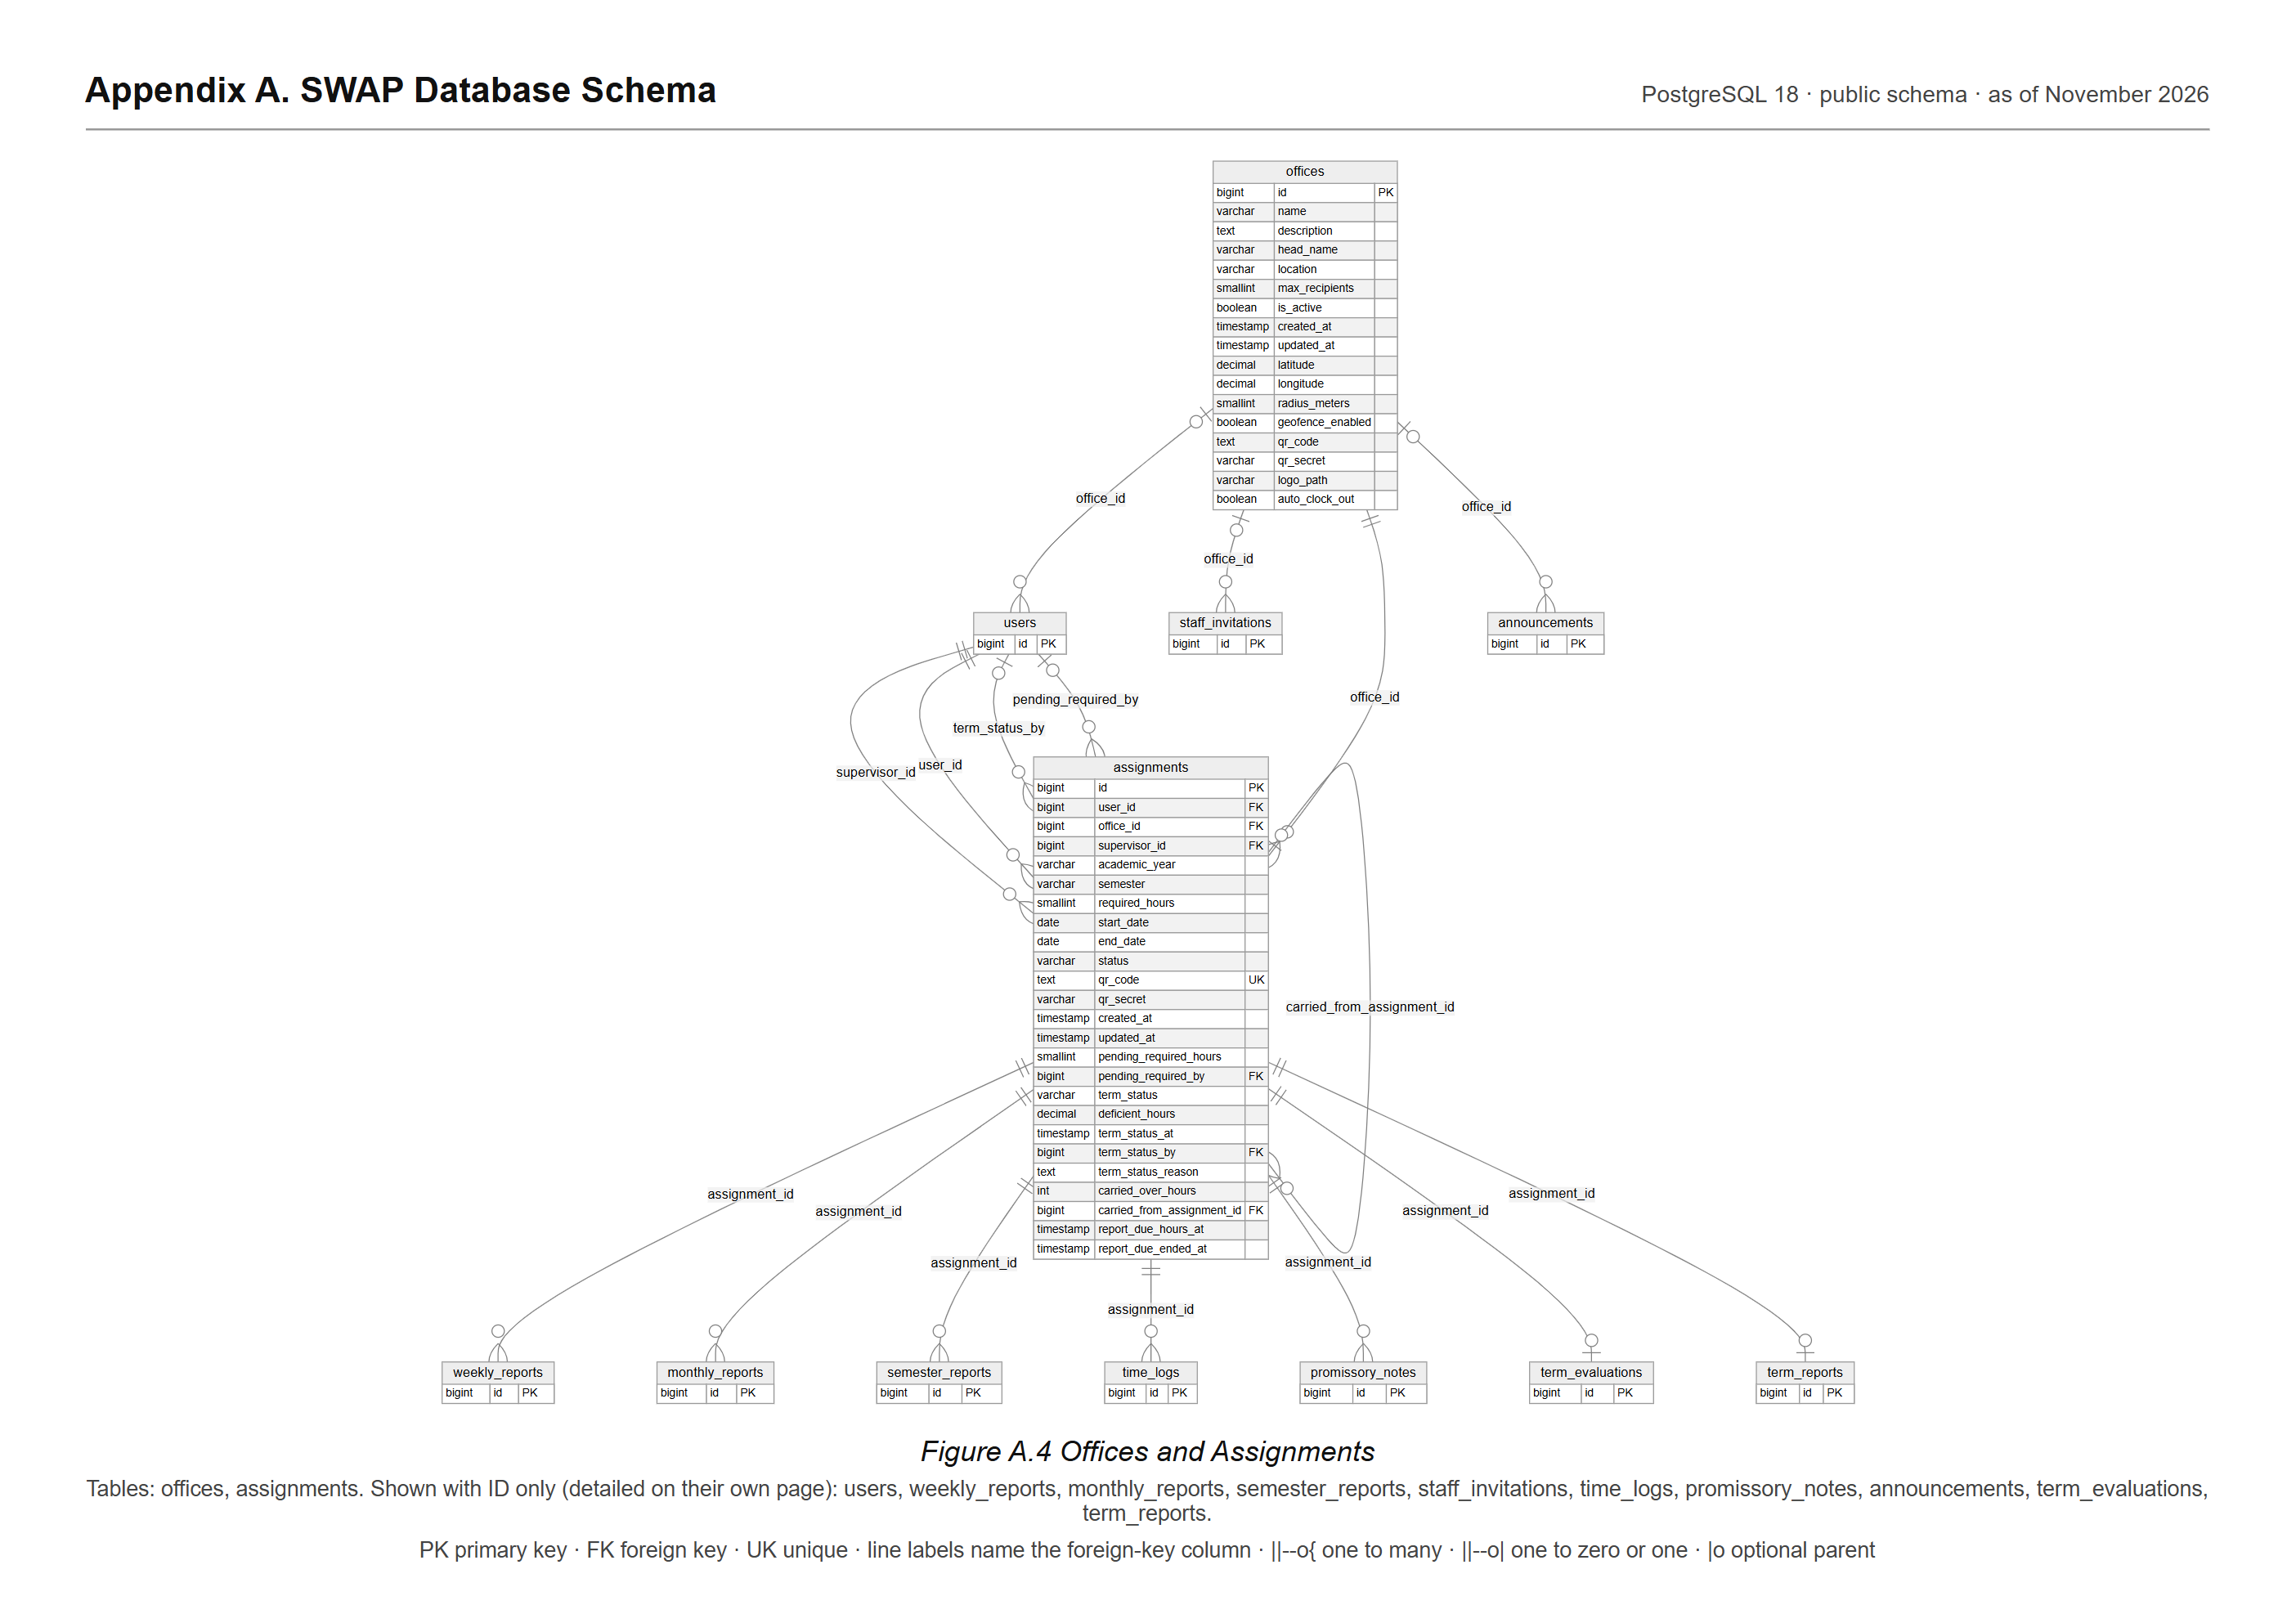 Appendix A. SWAP Database Schema
PostgreSQL 18 · public schema · as of November 2026
offices
bigint id PK
varchar name
text description
varchar head_name
varchar location
smallint max_recipients
boolean is_active
timestamp created_at
timestamp updated_at
decimal latitude
decimal longitude
smallint radius_meters
boolean geofence_enabled
text qr_code
varchar qr_secret
varchar logo_path
boolean auto_clock_out
office_id
office_id
office_id
users
bigint id PK
staff_invitations
bigint id PK
announcements
bigint id PK
office_id
pending_required_by
term_status_by
user_id
supervisor_id
assignments
bigint id PK
bigint user_id FK
bigint office_id FK
bigint supervisor_id FK
varchar academic_year
varchar semester
smallint required_hours
date start_date
date end_date
varchar status
text qr_code UK
varchar qr_secret
timestamp created_at
timestamp updated_at
smallint pending_required_hours
bigint pending_required_by FK
varchar term_status
decimal deficient_hours
timestamp term_status_at
bigint term_status_by FK
text term_status_reason
int carried_over_hours
bigint carried_from_assignment_id FK
timestamp report_due_hours_at
timestamp report_due_ended_at
carried_from_assignment_id
assignment_id
assignment_id
assignment_id
assignment_id
assignment_id
assignment_id
assignment_id
weekly_reports
bigint id PK
monthly_reports
bigint id PK
semester_reports
bigint id PK
time_logs
bigint id PK
promissory_notes
bigint id PK
term_evaluations
bigint id PK
term_reports
bigint id PK
Figure A.4 Offices and Assignments
Tables: offices, assignments. Shown with ID only (detailed on their own page): users, weekly_reports, monthly_reports, semester_reports, staff_invitations, time_logs, promissory_notes, announcements, term_evaluations,
term_reports.
PK primary key · FK foreign key · UK unique · line labels name the foreign-key column · ||--o{ one to many · ||--o| one to zero or one · |o optional parent